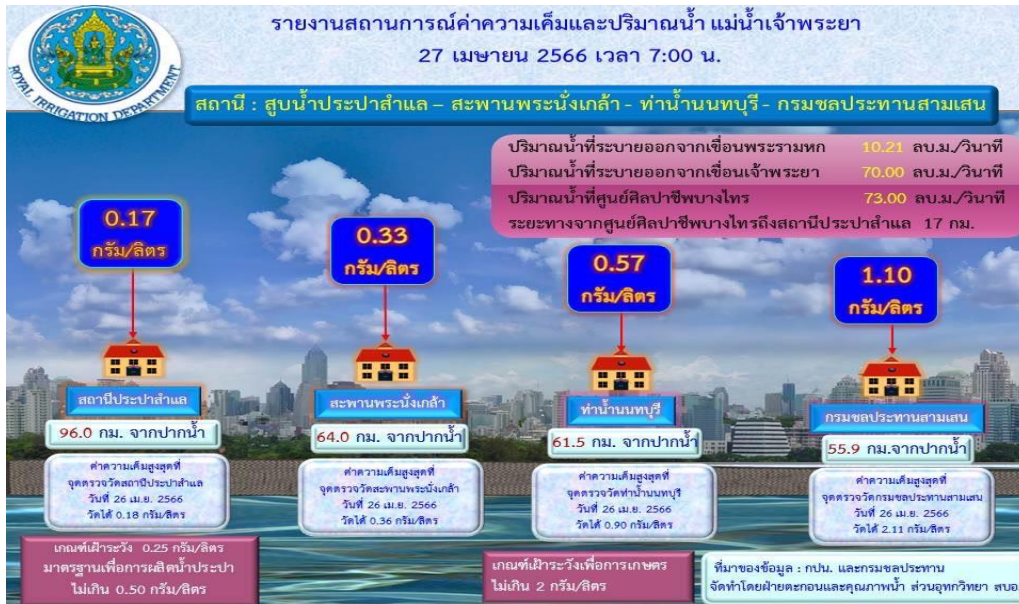 รายงานสถานการณ์ค่าความเค็มและปริมาณน้ำ แม่น้ำเจ้าพระยา
27 เมษายน 2566 เวลา 7:00 น.
ROYAL IRRIGATION DEPARTMENT
สถานี : สูบน้ำประปาสำแล – สะพานพระนั่งเกล้า - ท่าน้ำนนทบุรี - กรมชลประทานสามเสน
ปริมาณน้ำที่ระบายออกจากเขื่อนพระรามหก 10.21 ลบ.ม./วินาที
ปริมาณน้ำที่ระบายออกจากเขื่อนเจ้าพระยา 70.00 ลบ.ม./วินาที
ปริมาณน้ำที่ศูนย์ศิลปาชีพบางไทร 73.00 ลบ.ม./วินาที
ระยะทางจากศูนย์ศิลปาชีพบางไทรถึงสถานีประปาสำแล 17 กม.
0.17
กรัม/ลิตร
สถานีประปาสำแล
96.0 กม. จากปากน้ำ
ค่าความเค็มสูงสุดที่
จุดตรวจวัดสถานีประปาสำแล
วันที่ 26 เม.ย. 2566
วัดได้ 0.18 กรัม/ลิตร
0.33
กรัม/ลิตร
สะพานพระนั่งเกล้า
64.0 กม. จากปากน้ำ
ค่าความเค็มสูงสุดที่
จุดตรวจวัดสะพานพระนั่งเกล้า
วันที่ 26 เม.ย. 2566
วัดได้ 0.36 กรัม/ลิตร
0.57
กรัม/ลิตร
ท่าน้ำนนทบุรี
61.5 กม. จากปากน้ำ
ค่าความเค็มสูงสุดที่
จุดตรวจวัดท่าน้ำนนทบุรี
วันที่ 26 เม.ย. 2566
วัดได้ 0.90 กรัม/ลิตร
1.10
กรัม/ลิตร
กรมชลประทานสามเสน
55.9 กม.จากปากน้ำ
ค่าความเค็มสูงสุดที่
จุดตรวจวัดกรมชลประทานสามเสน
วันที่ 26 เม.ย. 2566
วัดได้ 2.11 กรัม/ลิตร
เกณฑ์เฝ้าระวัง 0.25 กรัม/ลิตร
มาตรฐานเพื่อการผลิตน้ำประปา
ไม่เกิน 0.50 กรัม/ลิตร
เกณฑ์เฝ้าระวังเพื่อการเกษตร
ไม่เกิน 2 กรัม/ลิตร
ที่มาของข้อมูล : กปน. และกรมชลประทาน
จัดทำโดยฝ่ายตะกอนและคุณภาพน้ำ ส่วนอุทกวิทยา สบอ